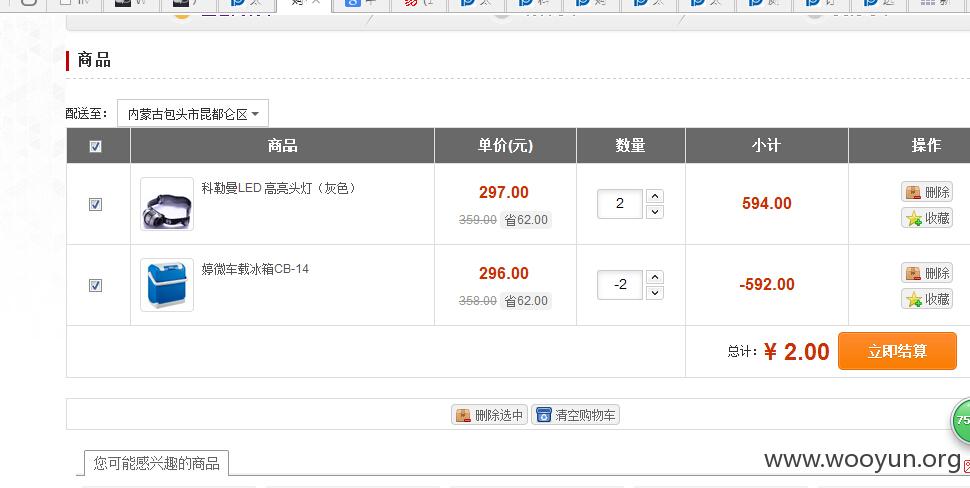 商品
配送至： 内蒙古包头市昆都仑区
商品 单价(元) 数量 小计 操作
科勒曼LED 高亮头灯（灰色） 297.00 2 594.00 删除
359.00 省62.00 收藏
婷微车载冰箱CB-14 296.00 -2 -592.00 删除
358.00 省62.00 收藏
总计： ¥ 2.00 立即结算
删除选中 清空购物车
75
您可能感兴趣的商品
www.wooyun.org